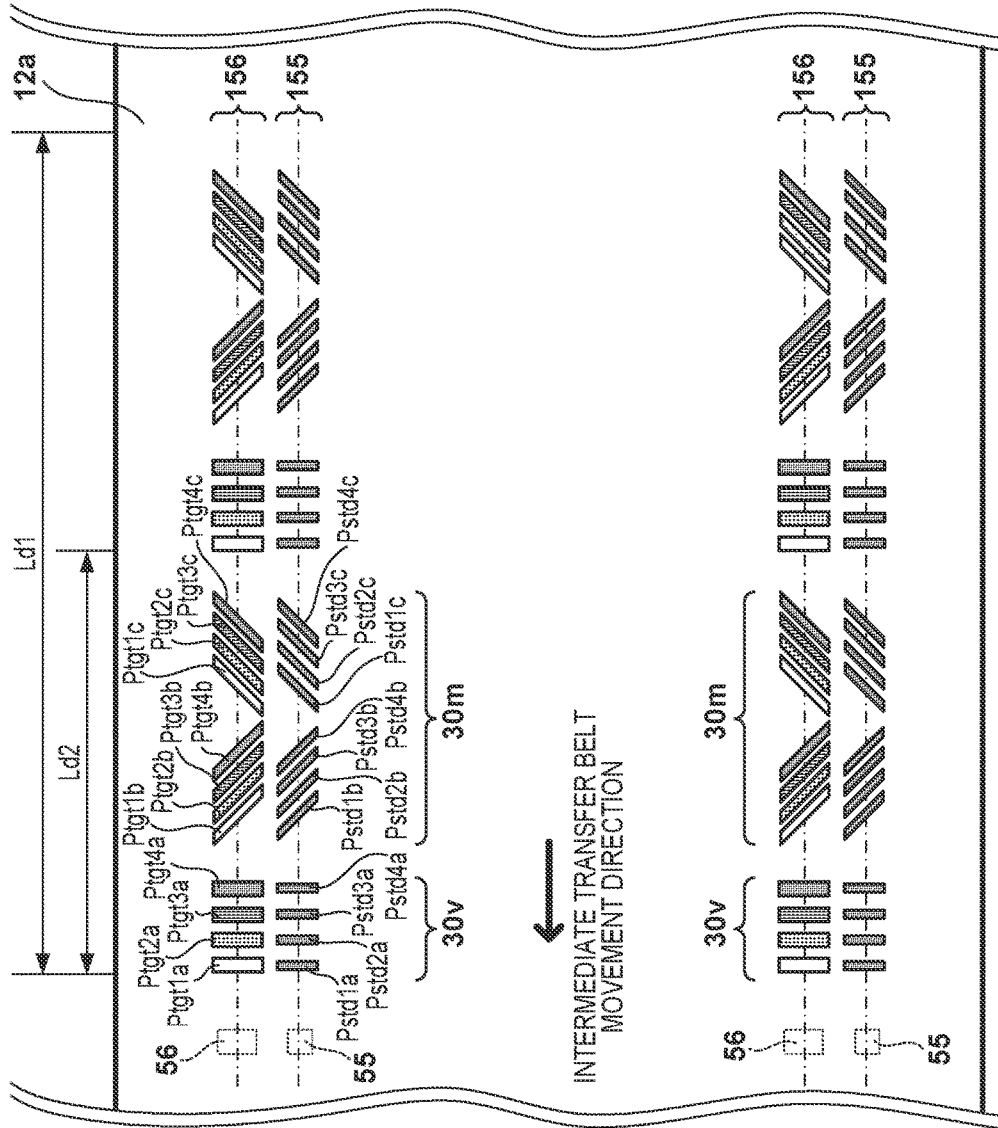 12a
Ld1
Ld2
156
155
Ptgt1a
Ptgt2a
Ptgt3a
Ptgt4a
Ptgt1b
Ptgt2b
Ptgt3b
Ptgt4b
Ptgt1c
Ptgt2c
Ptgt3c
Ptgt4c
56
55
Pstd1a
Pstd2a
Pstd3a
Pstd4a
Pstd1b
Pstd2b
Pstd3b
Pstd4b
Pstd1c
Pstd2c
Pstd3c
Pstd4c
30v
30m
INTERMEDIATE TRANSFER BELT
MOVEMENT DIRECTION
30v
30m
156
155
56
55